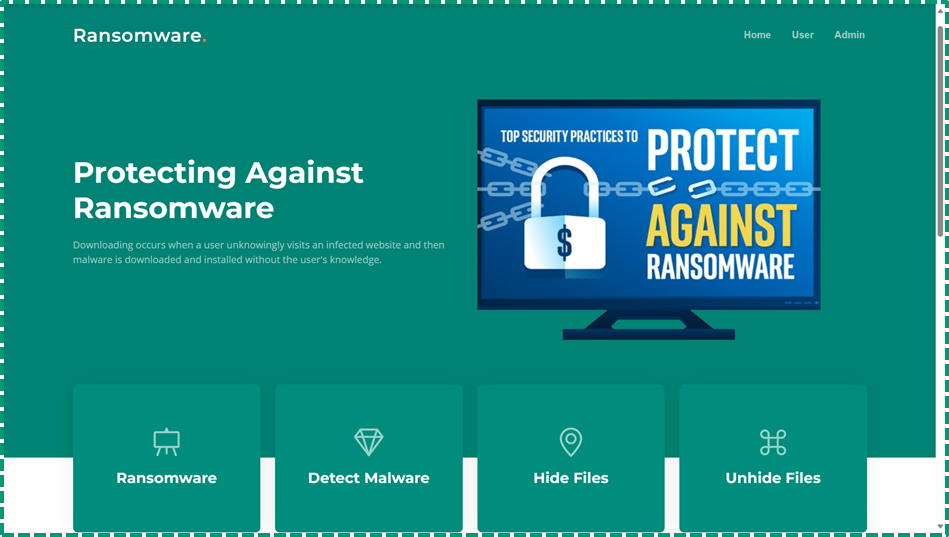 Ransomware.
Home User Admin
Protecting Against
Ransomware
Downloading occurs when a user unknowingly visits an infected website and then
malware is downloaded and installed without the user's knowledge.
TOP SECURITY PRACTICES TO
PROTECT
AGAINST
RANSOMWARE
$
Ransomware
Detect Malware
Hide Files
Unhide Files